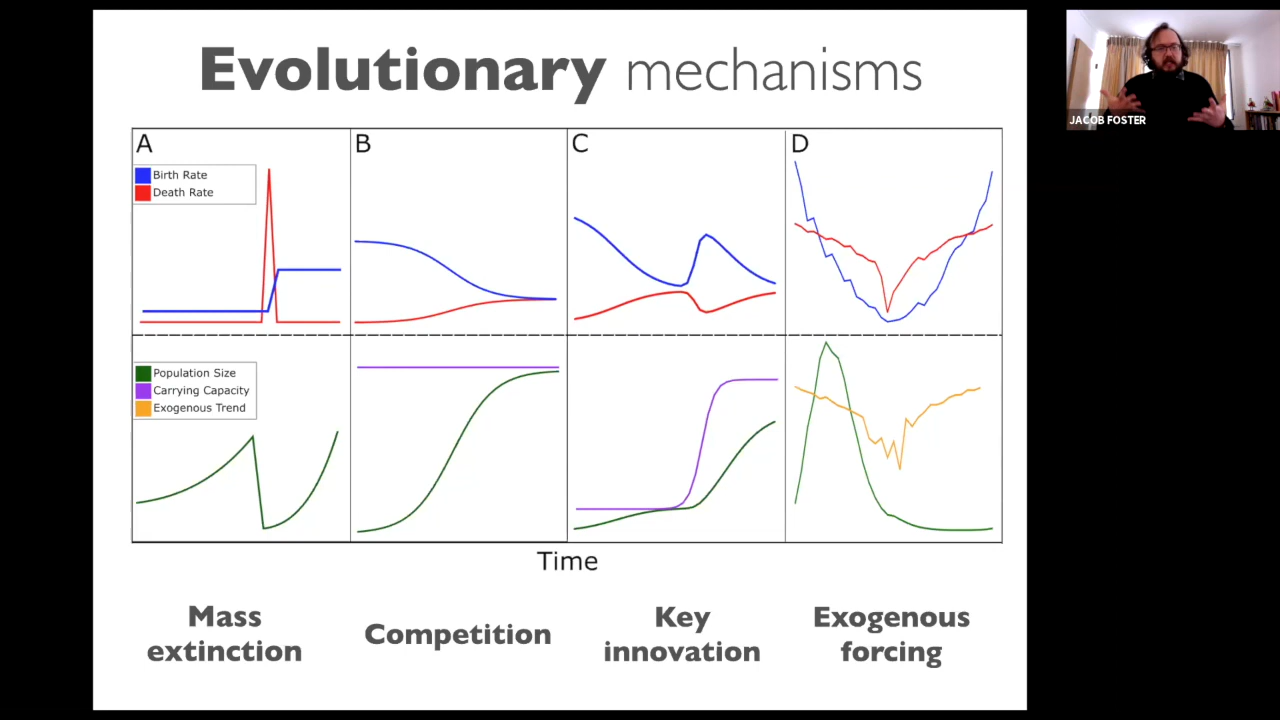 Evolutionary mechanisms
JACOB FOSTER
A
B
C
D
Birth Rate
Death Rate
Population Size
Carrying Capacity
Exogenous Trend
Time
Mass
extinction
Competition
Key
innovation
Exogenous
forcing